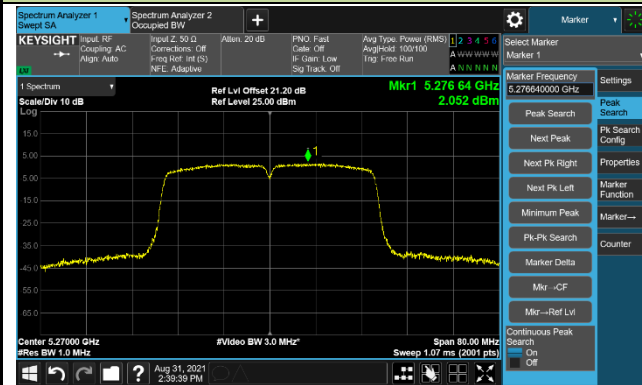 Spectrum Analyzer 1
Swept SA
Spectrum Analyzer 2
Occupied BW
+
Marker
KEYSIGHT
Input: RF
Coupling: AC
Align: Auto
Input Z: 50 Ω
Corrections: Off
Freq Ref: Int (S)
NFE: Adaptive
Atten: 20 dB
PNO: Fast
Gate: Off
IF Gain: Low
Sig Track: Off
Avg Type: Power (RMS)
Avg|Hold: 100/100
Trig: Free Run
1 2 3 4 5 6
A W W W W W
A N N N N N
Select Marker
Marker 1
LXI
1 Spectrum
Scale/Div 10 dB
Log
Ref Lvl Offset 21.20 dB
Ref Level 25.00 dBm
Mkr1 5.276 64 GHz
2.052 dBm
15.0
5.00
-5.00
-15.0
-25.0
-35.0
-45.0
-55.0
-65.0
1
Center 5.27000 GHz
#Res BW 1.0 MHz
#Video BW 3.0 MHz*
Span 80.00 MHz
Sweep 1.07 ms (2001 pts)
Marker Frequency
5.276640000 GHz
Peak Search
Next Peak
Next Pk Right
Next Pk Left
Minimum Peak
Pk-Pk Search
Marker Delta
Mkr→CF
Mkr→Ref Lvl
Continuous Peak
Search
On
Off
Settings
Peak
Search
Pk Search
Config
Properties
Marker
Function
Marker→
Counter
?
Aug 31, 2021
2:39:39 PM